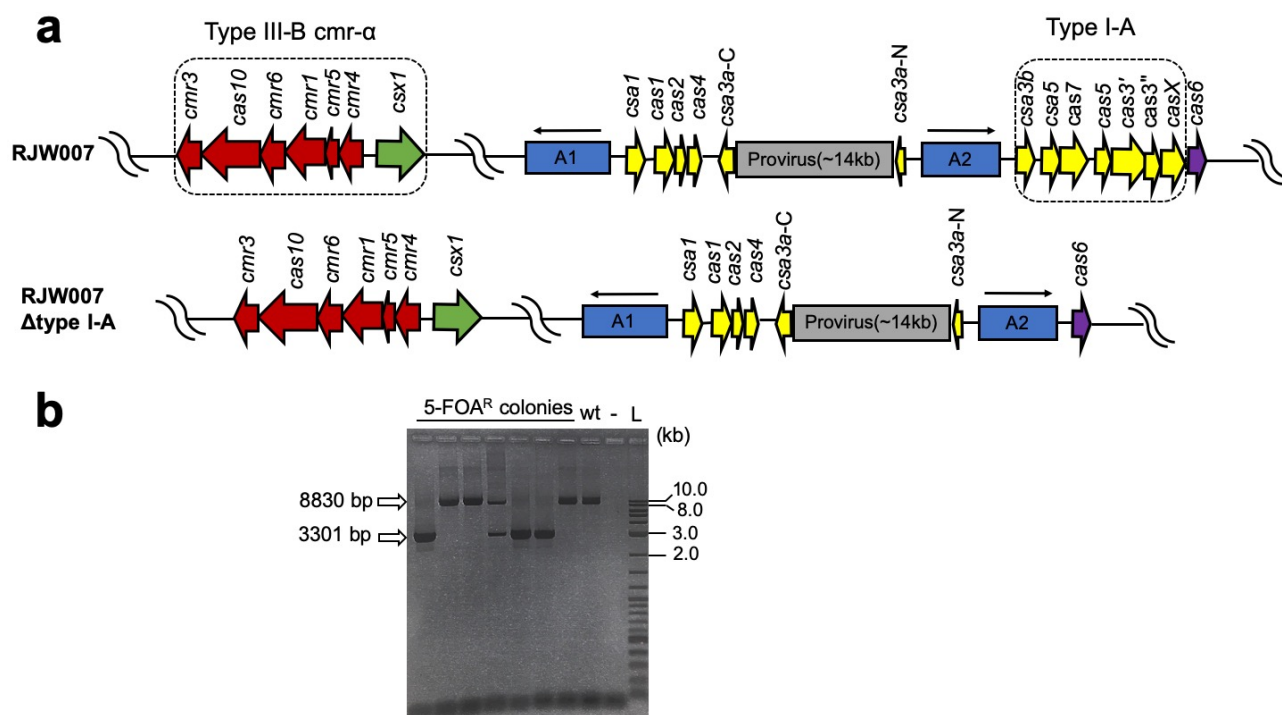 a
Type III-B cmr-α
Type I-A
cmr3
cas10
cmr6
cmr1
cmr5
cmr4
csx1
csa1
cas1
cas2
cas4
csa3a-C
csa3a-N
csa3b
csa5
cas7
cas5
cas3'
cas3"
casX
cas6
RJW007
A1
Provirus(~14kb)
A2
cmr3
cas10
cmr6
cmr1
cmr5
cmr4
csx1
csa1
cas1
cas2
cas4
csa3a-C
csa3a-N
cas6
RJW007
Δtype I-A
A1
Provirus(~14kb)
A2
b
5-FOAᴿ colonies wt - L
(kb)
8830 bp
10.0
8.0
3301 bp
3.0
2.0